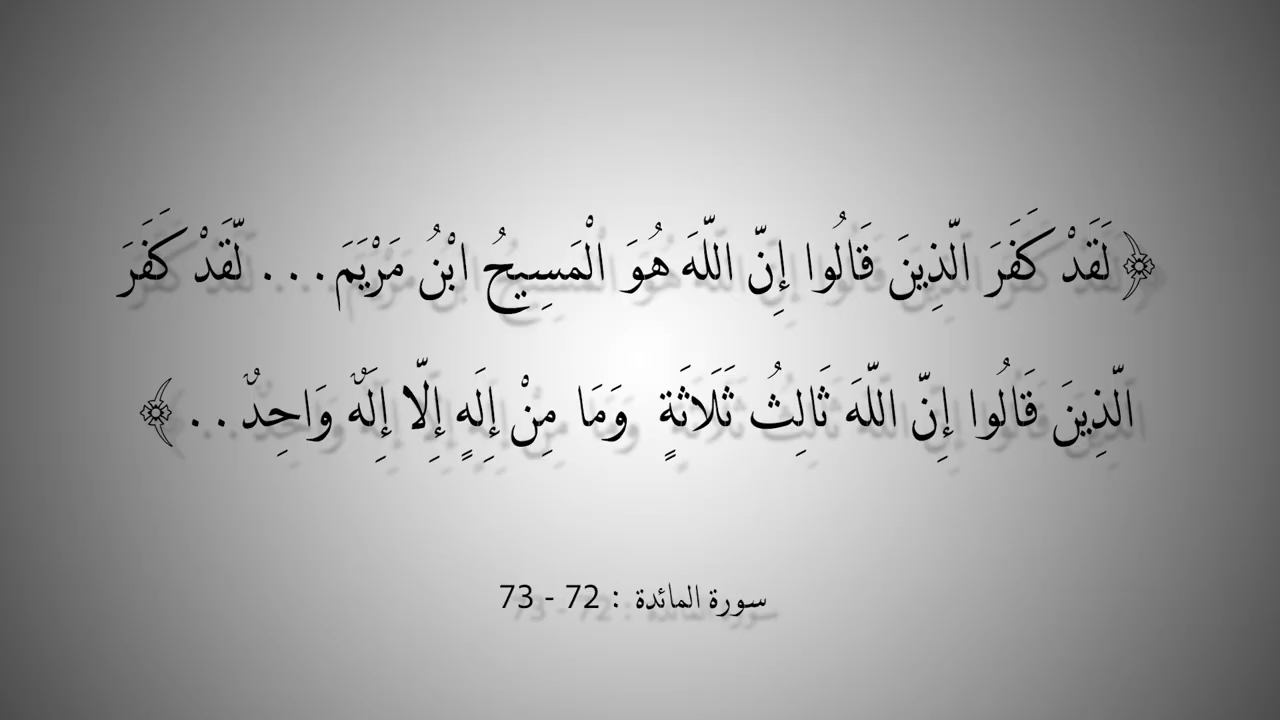 ﴿لَقَدْ كَفَرَ الَّذِينَ قَالُوا إِنَّ اللَّهَ هُوَ الْمَسِيحُ ابْنُ مَرْيَمَ... لَّقَدْ كَفَرَ
الَّذِينَ قَالُوا إِنَّ اللَّهَ ثَالِثُ ثَلَاثَةٍ وَمَا مِنْ إِلَهٍ إِلَّا إِلَهٌ وَاحِدٌ..﴾
سورة المائدة : 72 - 73